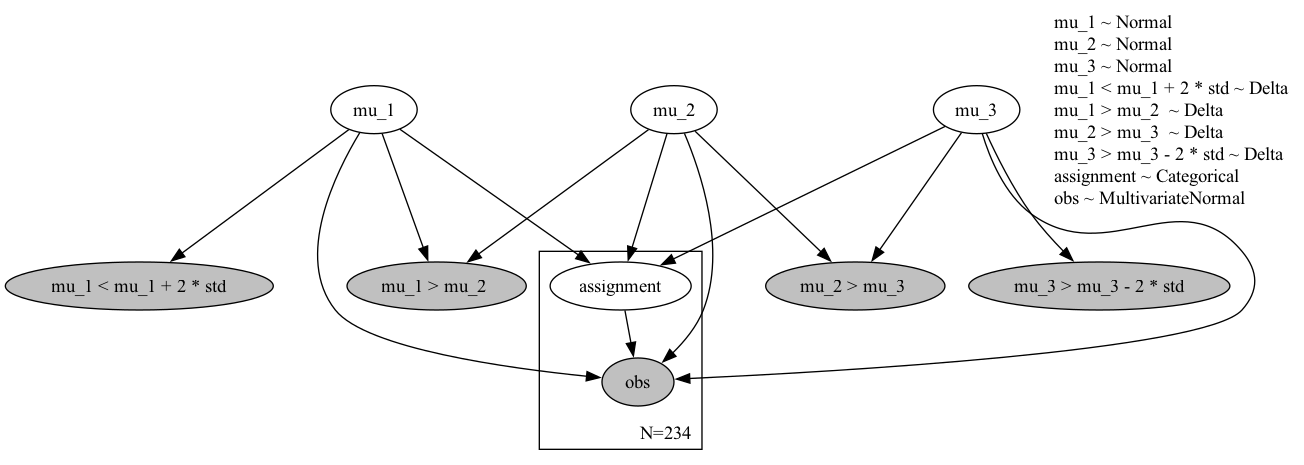 mu_1 ~ Normal
mu_2 ~ Normal
mu_3 ~ Normal
mu_1 < mu_1 + 2 * std ~ Delta
mu_1 > mu_2  ~ Delta
mu_2 > mu_3  ~ Delta
mu_3 > mu_3 - 2 * std ~ Delta
assignment ~ Categorical
obs ~ MultivariateNormal
mu_1
mu_2
mu_3
mu_1 < mu_1 + 2 * std
mu_1 > mu_2
assignment
mu_2 > mu_3
mu_3 > mu_3 - 2 * std
obs
N=234